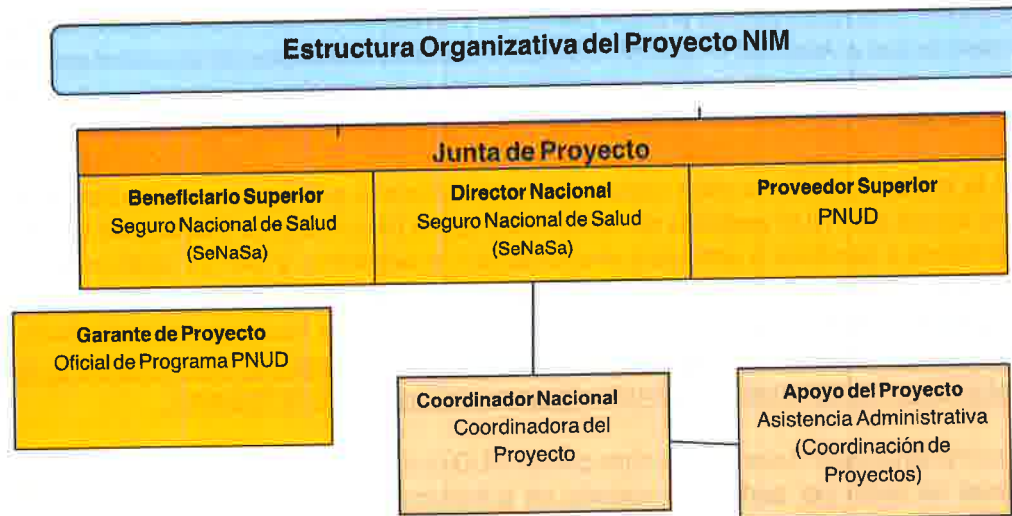 Estructura Organizativa del Proyecto NIM
Junta de Proyecto
Beneficiario Superior
Seguro Nacional de Salud
(SeNaSa)
Director Nacional
Seguro Nacional de Salud
(SeNaSa)
Proveedor Superior
PNUD
Garante de Proyecto
Oficial de Programa PNUD
Coordinador Nacional
Coordinadora del
Proyecto
Apoyo del Proyecto
Asistencia Administrativa
(Coordinación de
Proyectos)